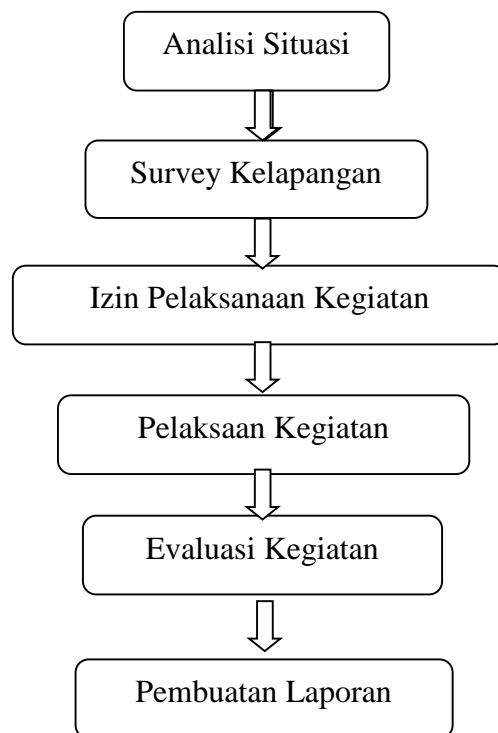 Analisi Situasi
Survey Kelapangan
Izin Pelaksanaan Kegiatan
Pelaksaan Kegiatan
Evaluasi Kegiatan
Pembuatan Laporan